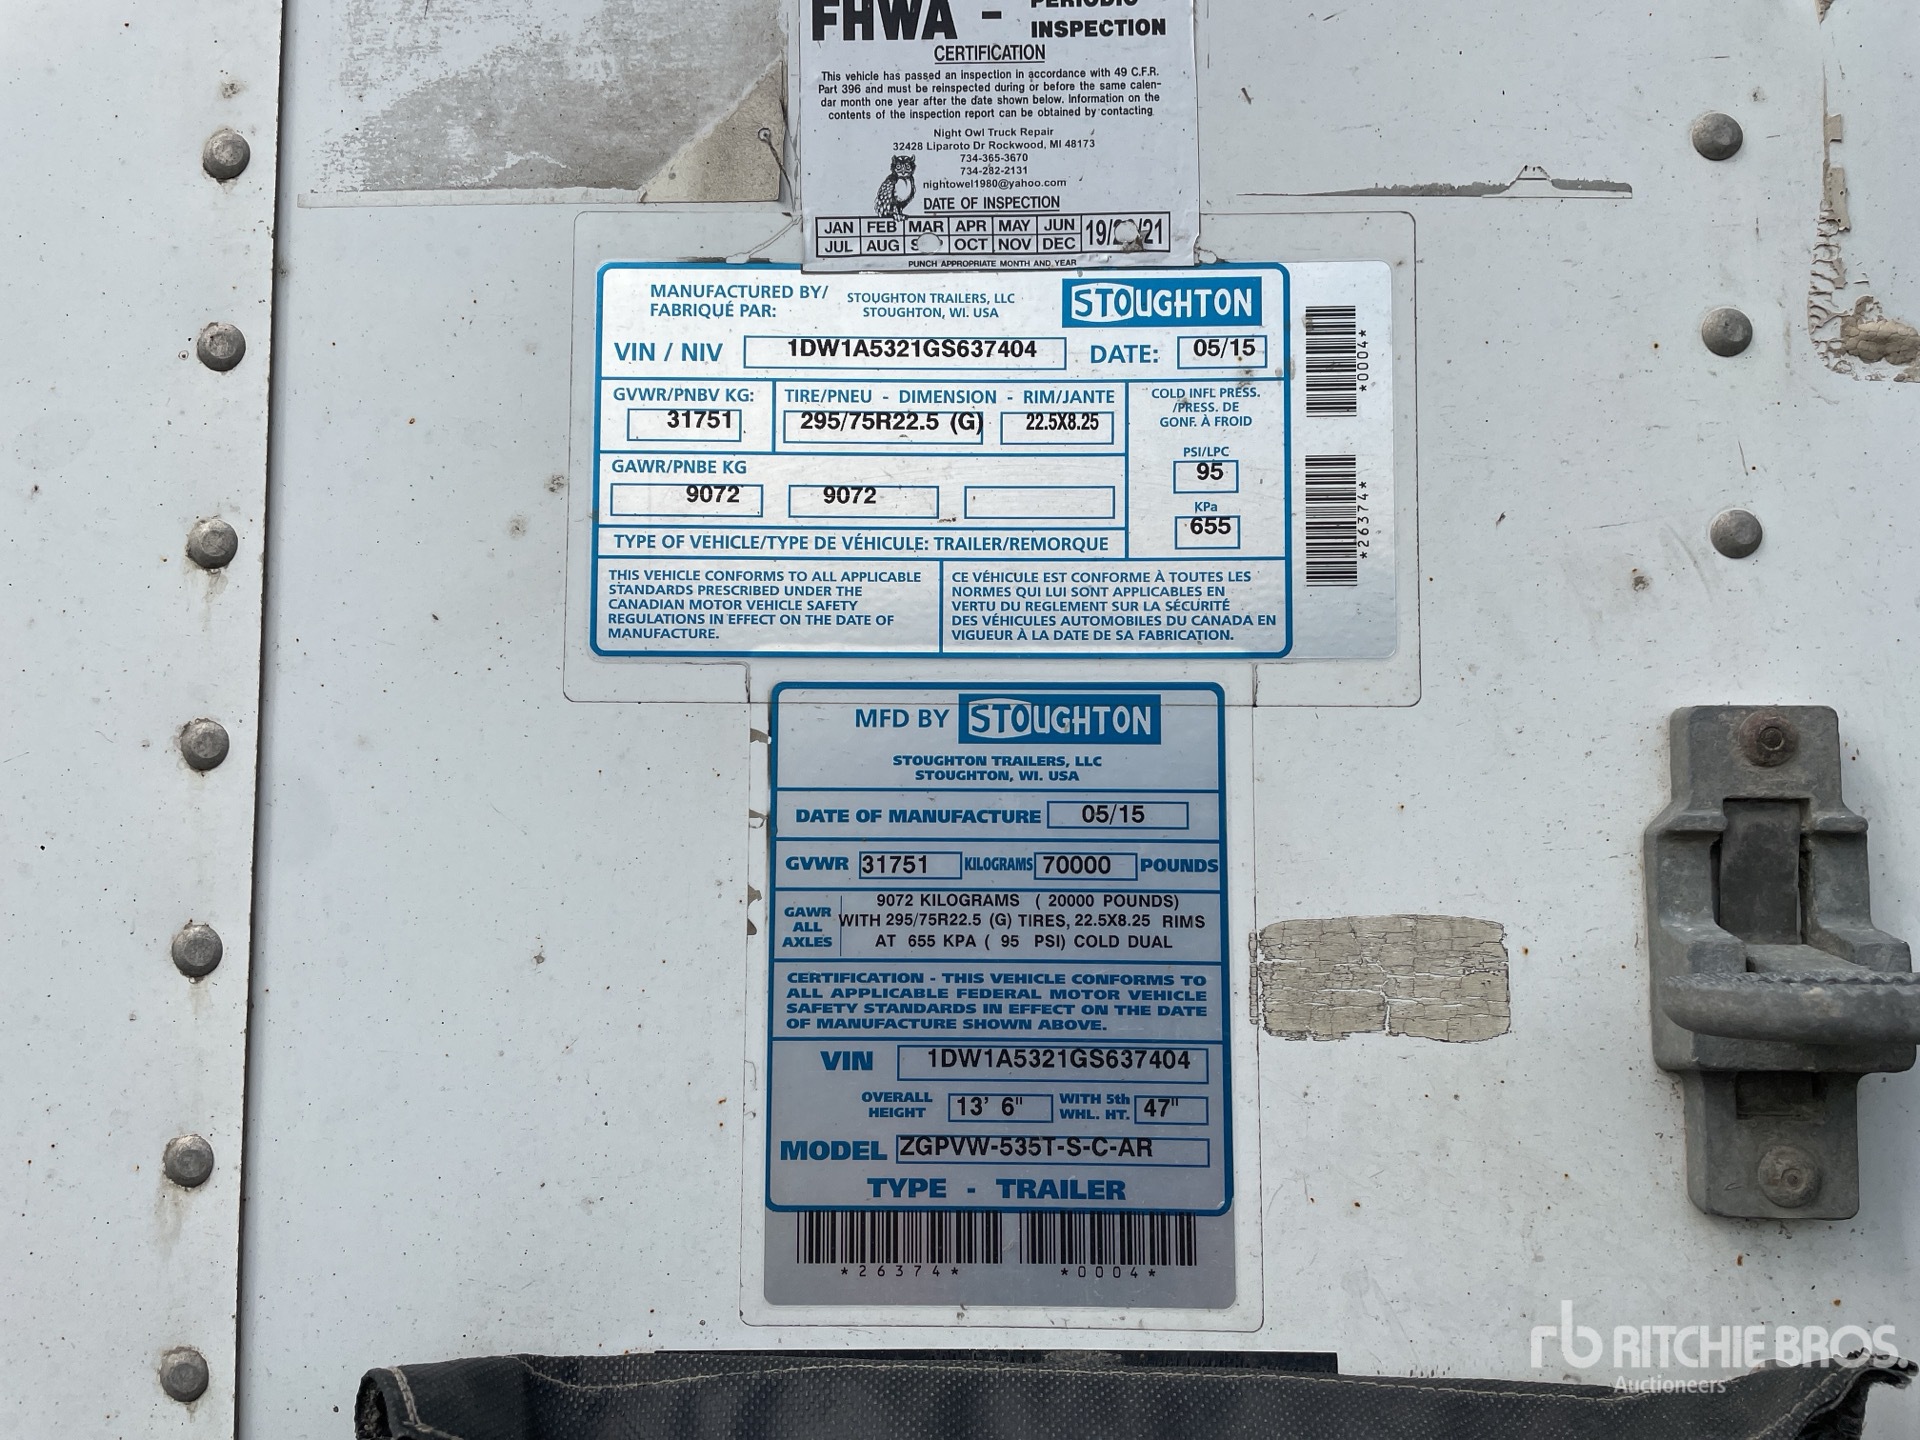 FHWA - PERIODIC
INSPECTION
CERTIFICATION
This vehicle has passed an inspection in accordance with 49 C.F.R.
Part 396 and must be reinspected during or before the same calen-
dar month one year after the date shown below. Information on the
contents of the inspection report can be obtained by contacting
Night Owl Truck Repair
32428 Liparoto Dr Rockwood, MI 48173
734-365-3670
734-282-2131
nightowel1980@yahoo.com
DATE OF INSPECTION
JAN FEB MAR APR MAY JUN
JUL AUG OCT NOV DEC
19/ /21
PUNCH APPROPRIATE MONTH AND YEAR
MANUFACTURED BY/
FABRIQUÉ PAR:
STOUGHTON TRAILERS, LLC
STOUGHTON, WI. USA
STOUGHTON
VIN / NIV 1DW1A5321GS637404 DATE: 05/15
GVWR/PNBV KG:
31751
TIRE/PNEU - DIMENSION - RIM/JANTE
295/75R22.5 (G) 22.5X8.25
COLD INFL PRESS.
/PRESS. DE
GONF. À FROID
PSI/LPC
95
KPa
655
GAWR/PNBE KG
9072 9072
TYPE OF VEHICLE/TYPE DE VÉHICULE: TRAILER/REMORQUE
THIS VEHICLE CONFORMS TO ALL APPLICABLE
STANDARDS PRESCRIBED UNDER THE
CANADIAN MOTOR VEHICLE SAFETY
REGULATIONS IN EFFECT ON THE DATE OF
MANUFACTURE.
CE VÉHICULE EST CONFORME À TOUTES LES
NORMES QUI LUI SONT APPLICABLES EN
VERTU DU REGLEMENT SUR LA SÉCURITÉ
DES VÉHICULES AUTOMOBILES DU CANADA EN
VIGUEUR À LA DATE DE SA FABRICATION.
*0004*
*26374*
MFD BY STOUGHTON
STOUGHTON TRAILERS, LLC
STOUGHTON, WI. USA
DATE OF MANUFACTURE 05/15
GVWR 31751 KILOGRAMS 70000 POUNDS
GAWR
ALL
AXLES
9072 KILOGRAMS ( 20000 POUNDS)
WITH 295/75R22.5 (G) TIRES, 22.5X8.25 RIMS
AT 655 KPA ( 95 PSI) COLD DUAL
CERTIFICATION - THIS VEHICLE CONFORMS TO
ALL APPLICABLE FEDERAL MOTOR VEHICLE
SAFETY STANDARDS IN EFFECT ON THE DATE
OF MANUFACTURE SHOWN ABOVE.
VIN 1DW1A5321GS637404
OVERALL
HEIGHT
13' 6"
WITH 5th
WHL. HT.
47"
MODEL ZGPVW-535T-S-C-AR
TYPE - TRAILER
*26374* *0004*
rb RITCHIE BROS.
Auctioneers